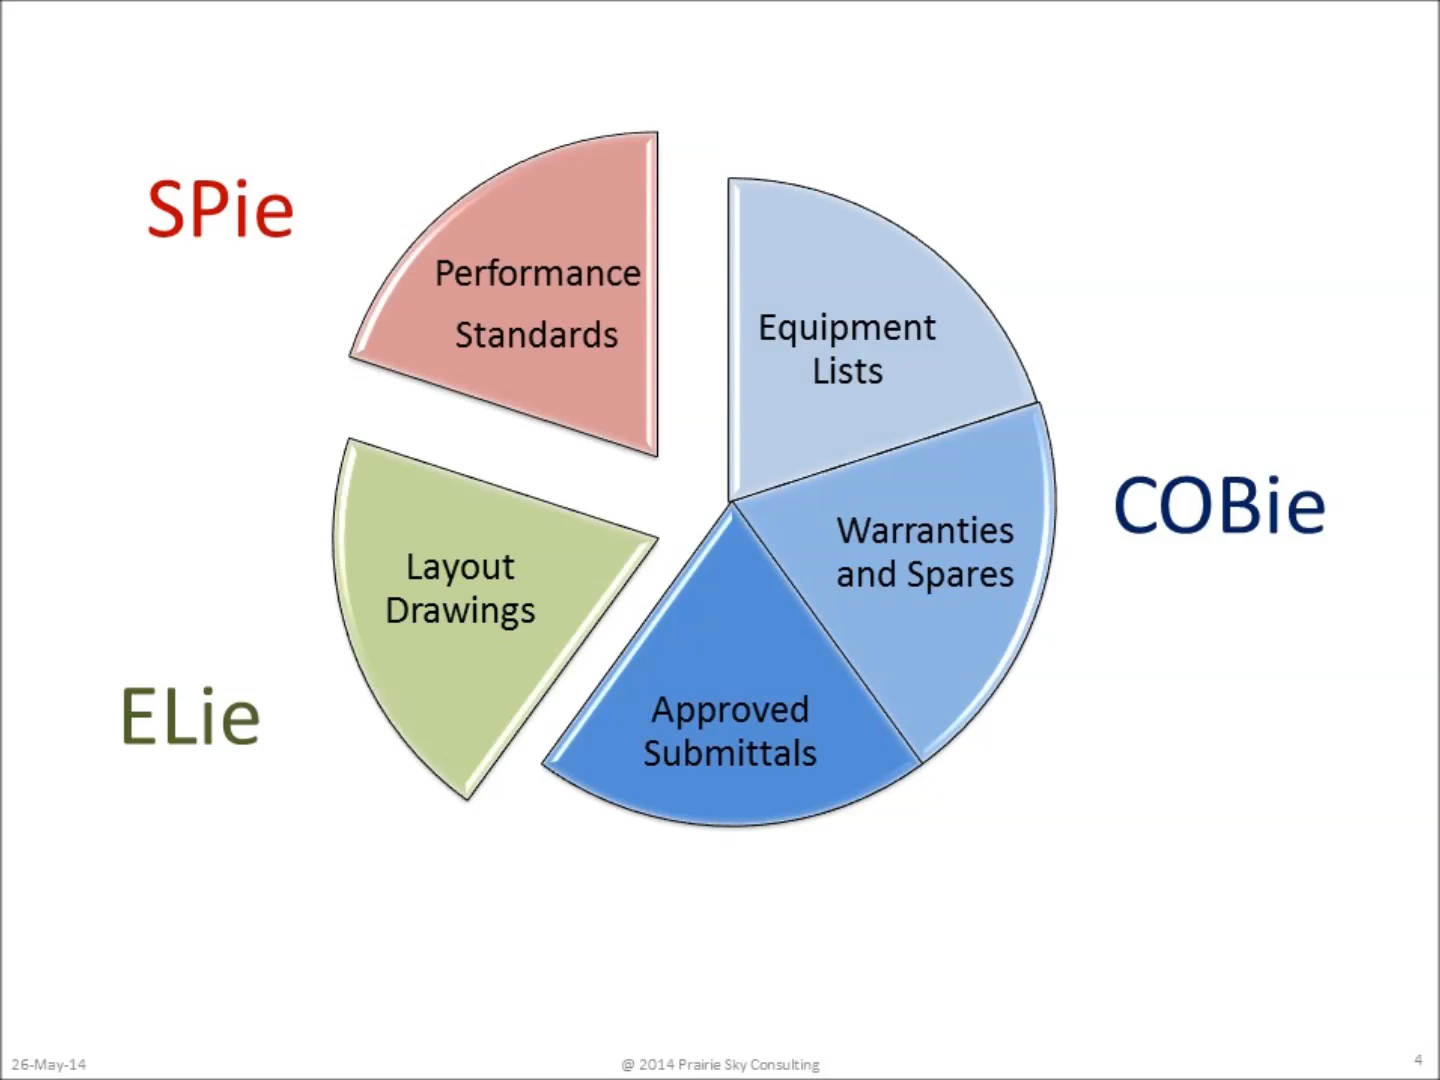 SPie
Performance
Standards
Equipment
Lists
COBie
Warranties
and Spares
Layout
Drawings
ELie
Approved
Submittals
26-May-14
@ 2014 Prairie Sky Consulting
4